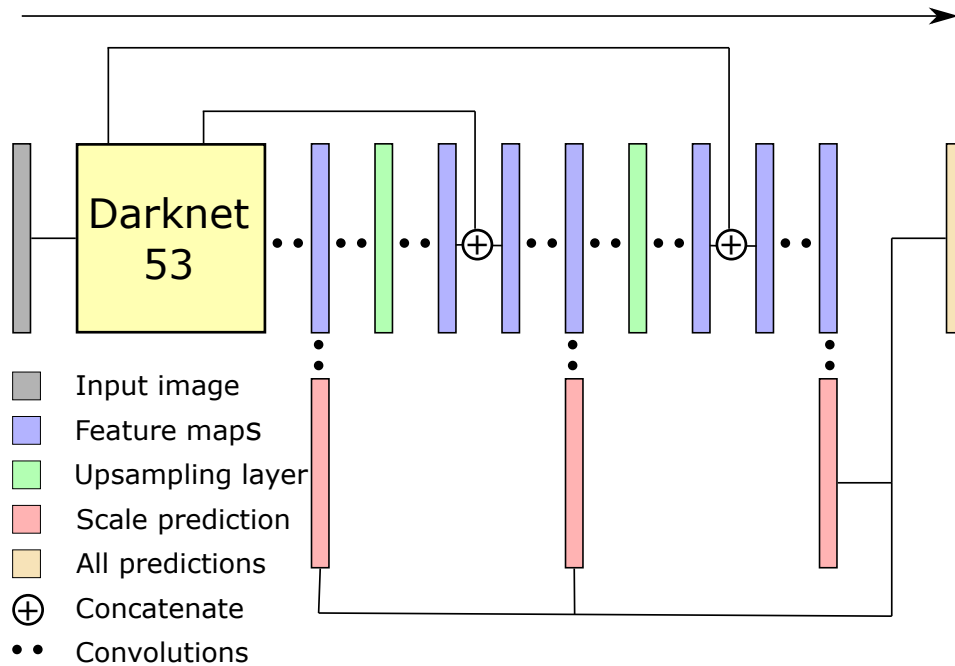 Darknet
53
Input image
Feature maps
Upsampling layer
Scale prediction
All predictions
Concatenate
Convolutions